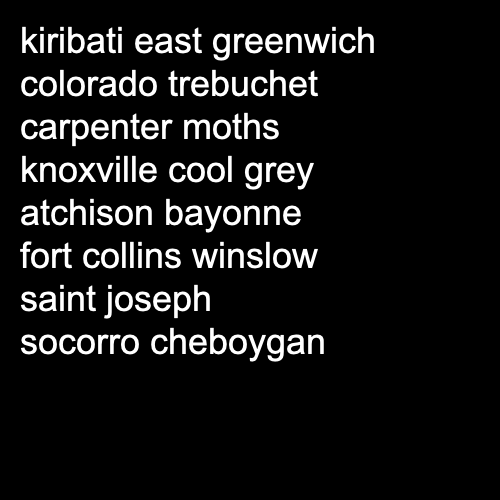 kiribati east greenwich
colorado trebuchet
carpenter moths
knoxville cool grey
atchison bayonne
fort collins winslow
saint joseph
socorro cheboygan